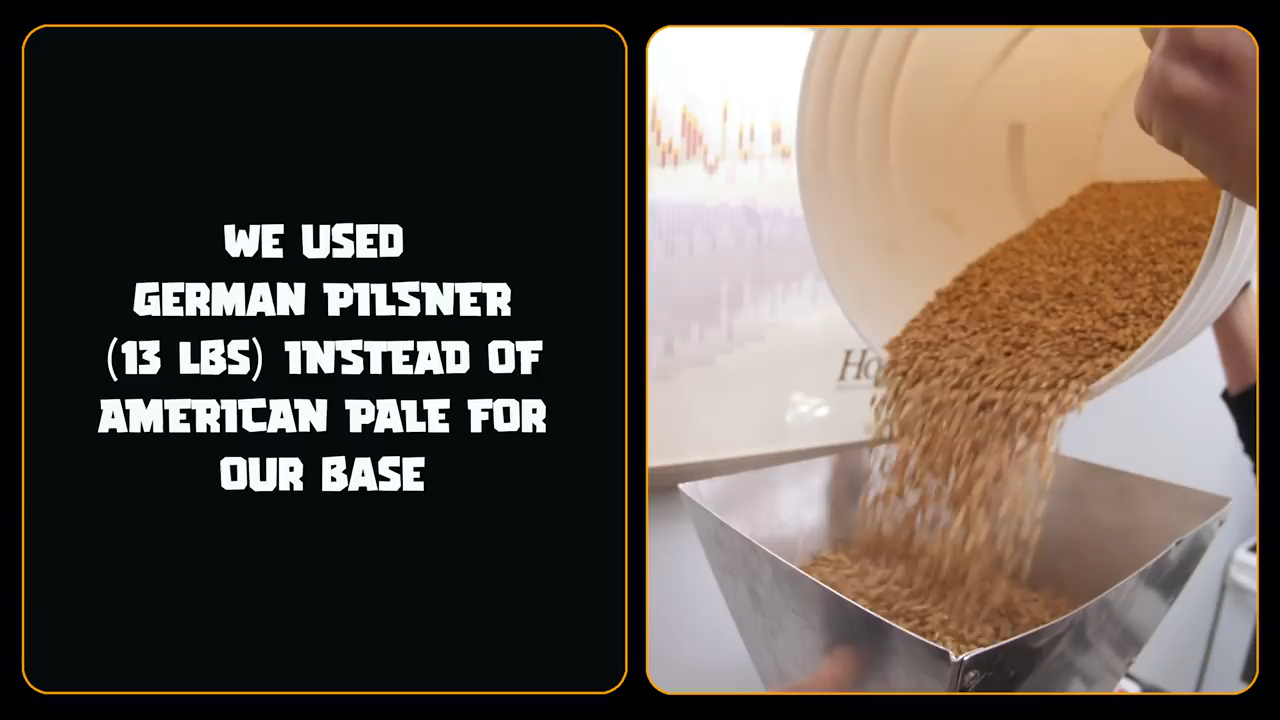 WE USED
GERMAN PILSNER
(13 LBS) INSTEAD OF
AMERICAN PALE FOR
OUR BASE